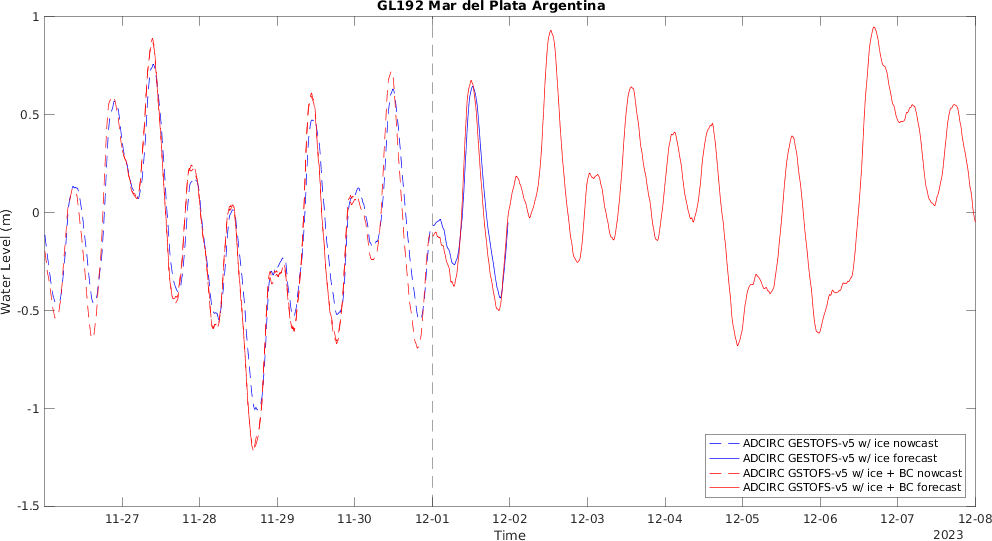 GL192 Mar del Plata Argentina
1
0.5
0
-0.5
-1
-1.5
Water Level (m)
ADCIRC GESTOFS-v5 w/ ice nowcast
ADCIRC GESTOFS-v5 w/ ice forecast
ADCIRC GSTOFS-v5 w/ ice + BC nowcast
ADCIRC GSTOFS-v5 w/ ice + BC forecast
11-27 11-28 11-29 11-30 12-01 12-02 12-03 12-04 12-05 12-06 12-07 12-08
Time
2023